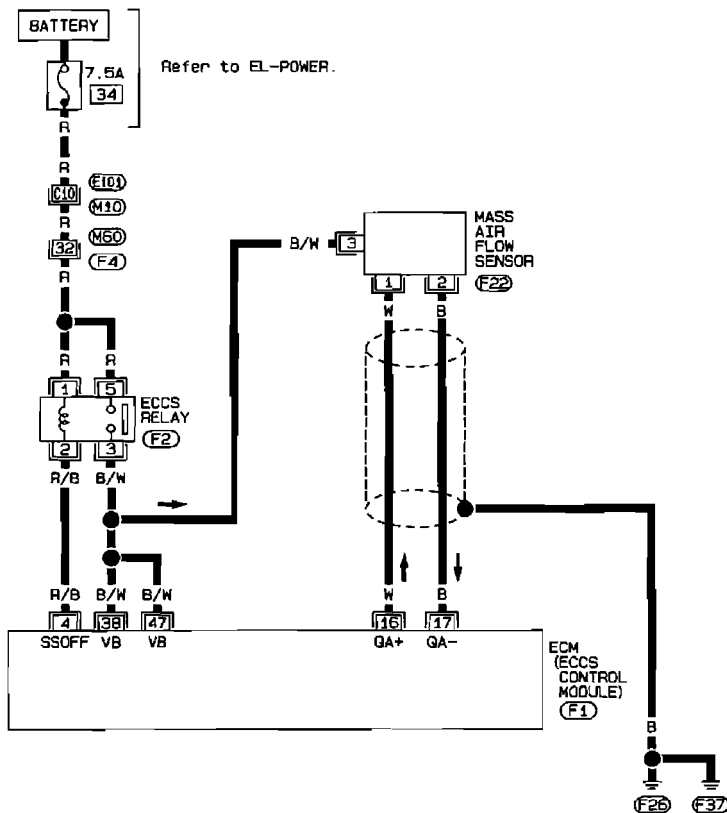 BATTERY
7.5A
34
Refer to EL-POWER.
R
R
C10
E101
M10
R
32
M60
F4
R
R
R
1
5
ECCS
RELAY
F2
2
3
R/B
B/W
B/W
3
MASS
AIR
FLOW
SENSOR
F22
1
2
W
B
R/B
B/W
B/W
W
B
4
38
47
16
17
SSOFF
VB
VB
QA+
QA-
ECM
(ECCS
CONTROL
MODULE)
F1
B
F26
F37